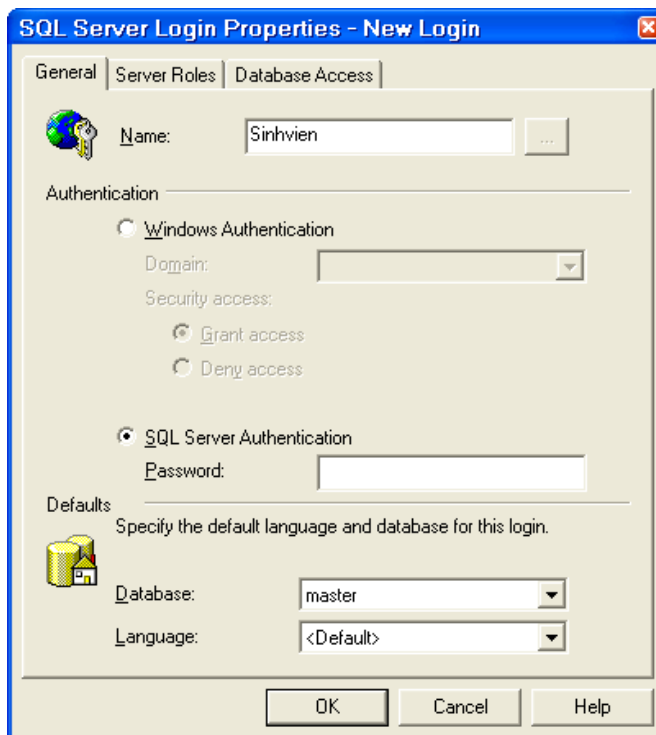 SQL Server Login Properties - New Login
General Server Roles Database Access
Name: Sinhvien ...
Authentication
Windows Authentication
Domain:
Security access:
Grant access
Deny access
SQL Server Authentication
Password:
Defaults
Specify the default language and database for this login.
Database: master
Language: <Default>
OK Cancel Help